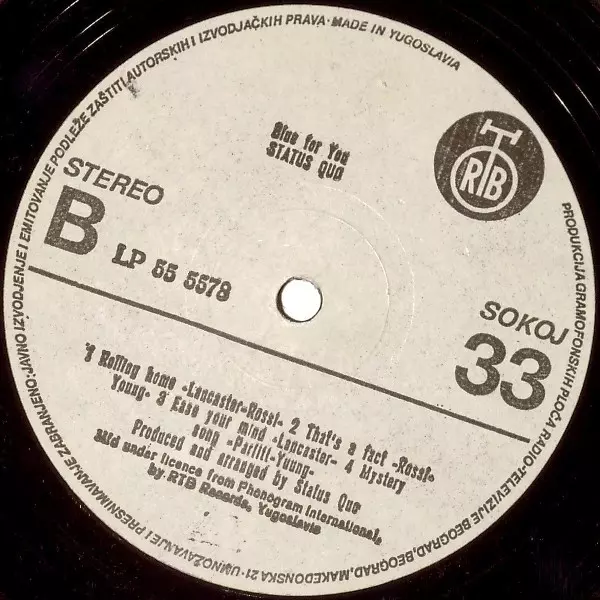 UMNOŽAVANJE I PRESNIMAVANJE ZABRANJENO·JAVNO IZVODJENJE I EMITOVANJE PODLEŽE ZAŠTITI AUTORSKIH I IZVODJAČKIH PRAVA·MADE IN YUGOSLAVIA
Blue for You
STATUS QUO
RTB
STEREO
B
LP 55 5578
SOKOJ
33
1 Rolling home -Lancaster-Rossi- 2 That's a fact -Rossi-
Young- 3 Ease your mind -Lancaster- 4 Mystery
song -Parfitt-Young-
Produced and arranged by Status Quo
Mfd under licence from Phonogram International,
by RTB Records, Yugoslavia
PRODUKCIJA GRAMOFONSKIH PLOČA RADIO-TELEVIZIJE BEOGRAD, BEOGRAD, MAKEDONSKA 21·